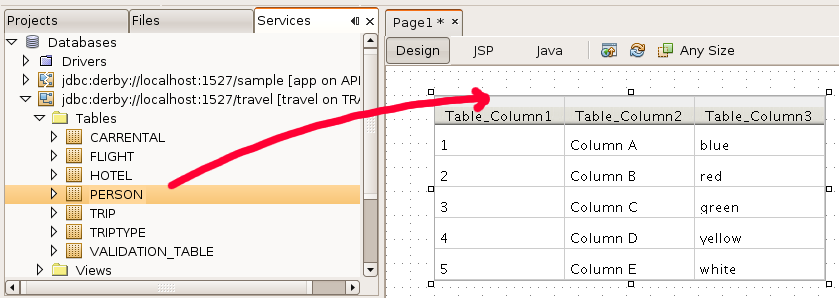 Projects Files Services
Databases
Drivers
jdbc:derby://localhost:1527/sample [app on AP
jdbc:derby://localhost:1527/travel [travel on TRA
Tables
CARRENTAL
FLIGHT
HOTEL
PERSON
TRIP
TRIPTYPE
VALIDATION_TABLE
Views
Page1 * x
Design JSP Java Any Size
Table_Column1 Table_Column2 Table_Column3
1 Column A blue
2 Column B red
3 Column C green
4 Column D yellow
5 Column E white